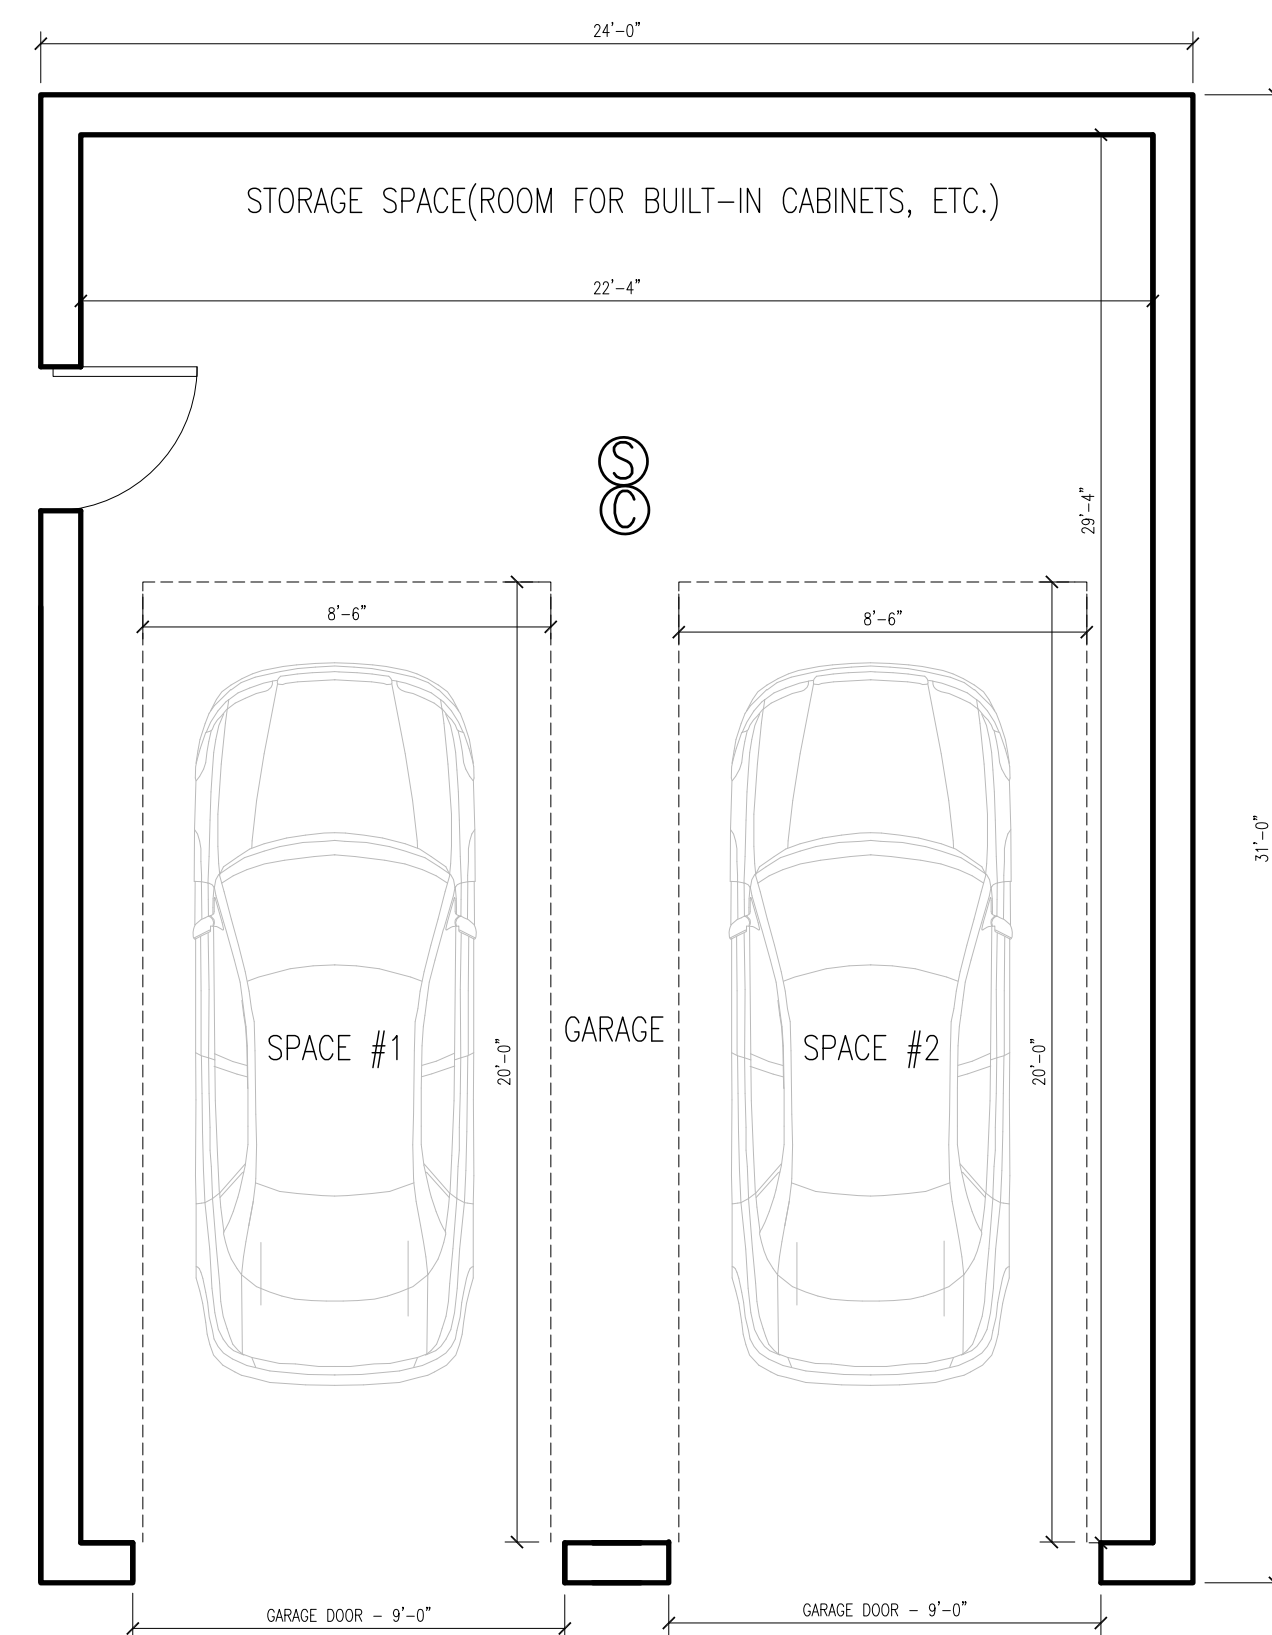 24'-0"
STORAGE SPACE(ROOM FOR BUILT-IN CABINETS, ETC.)
22'-4"
S
C
29'-4"
8'-6"
8'-6"
31'-0"
GARAGE
SPACE #1
SPACE #2
20'-0"
20'-0"
GARAGE DOOR - 9'-0"
GARAGE DOOR - 9'-0"